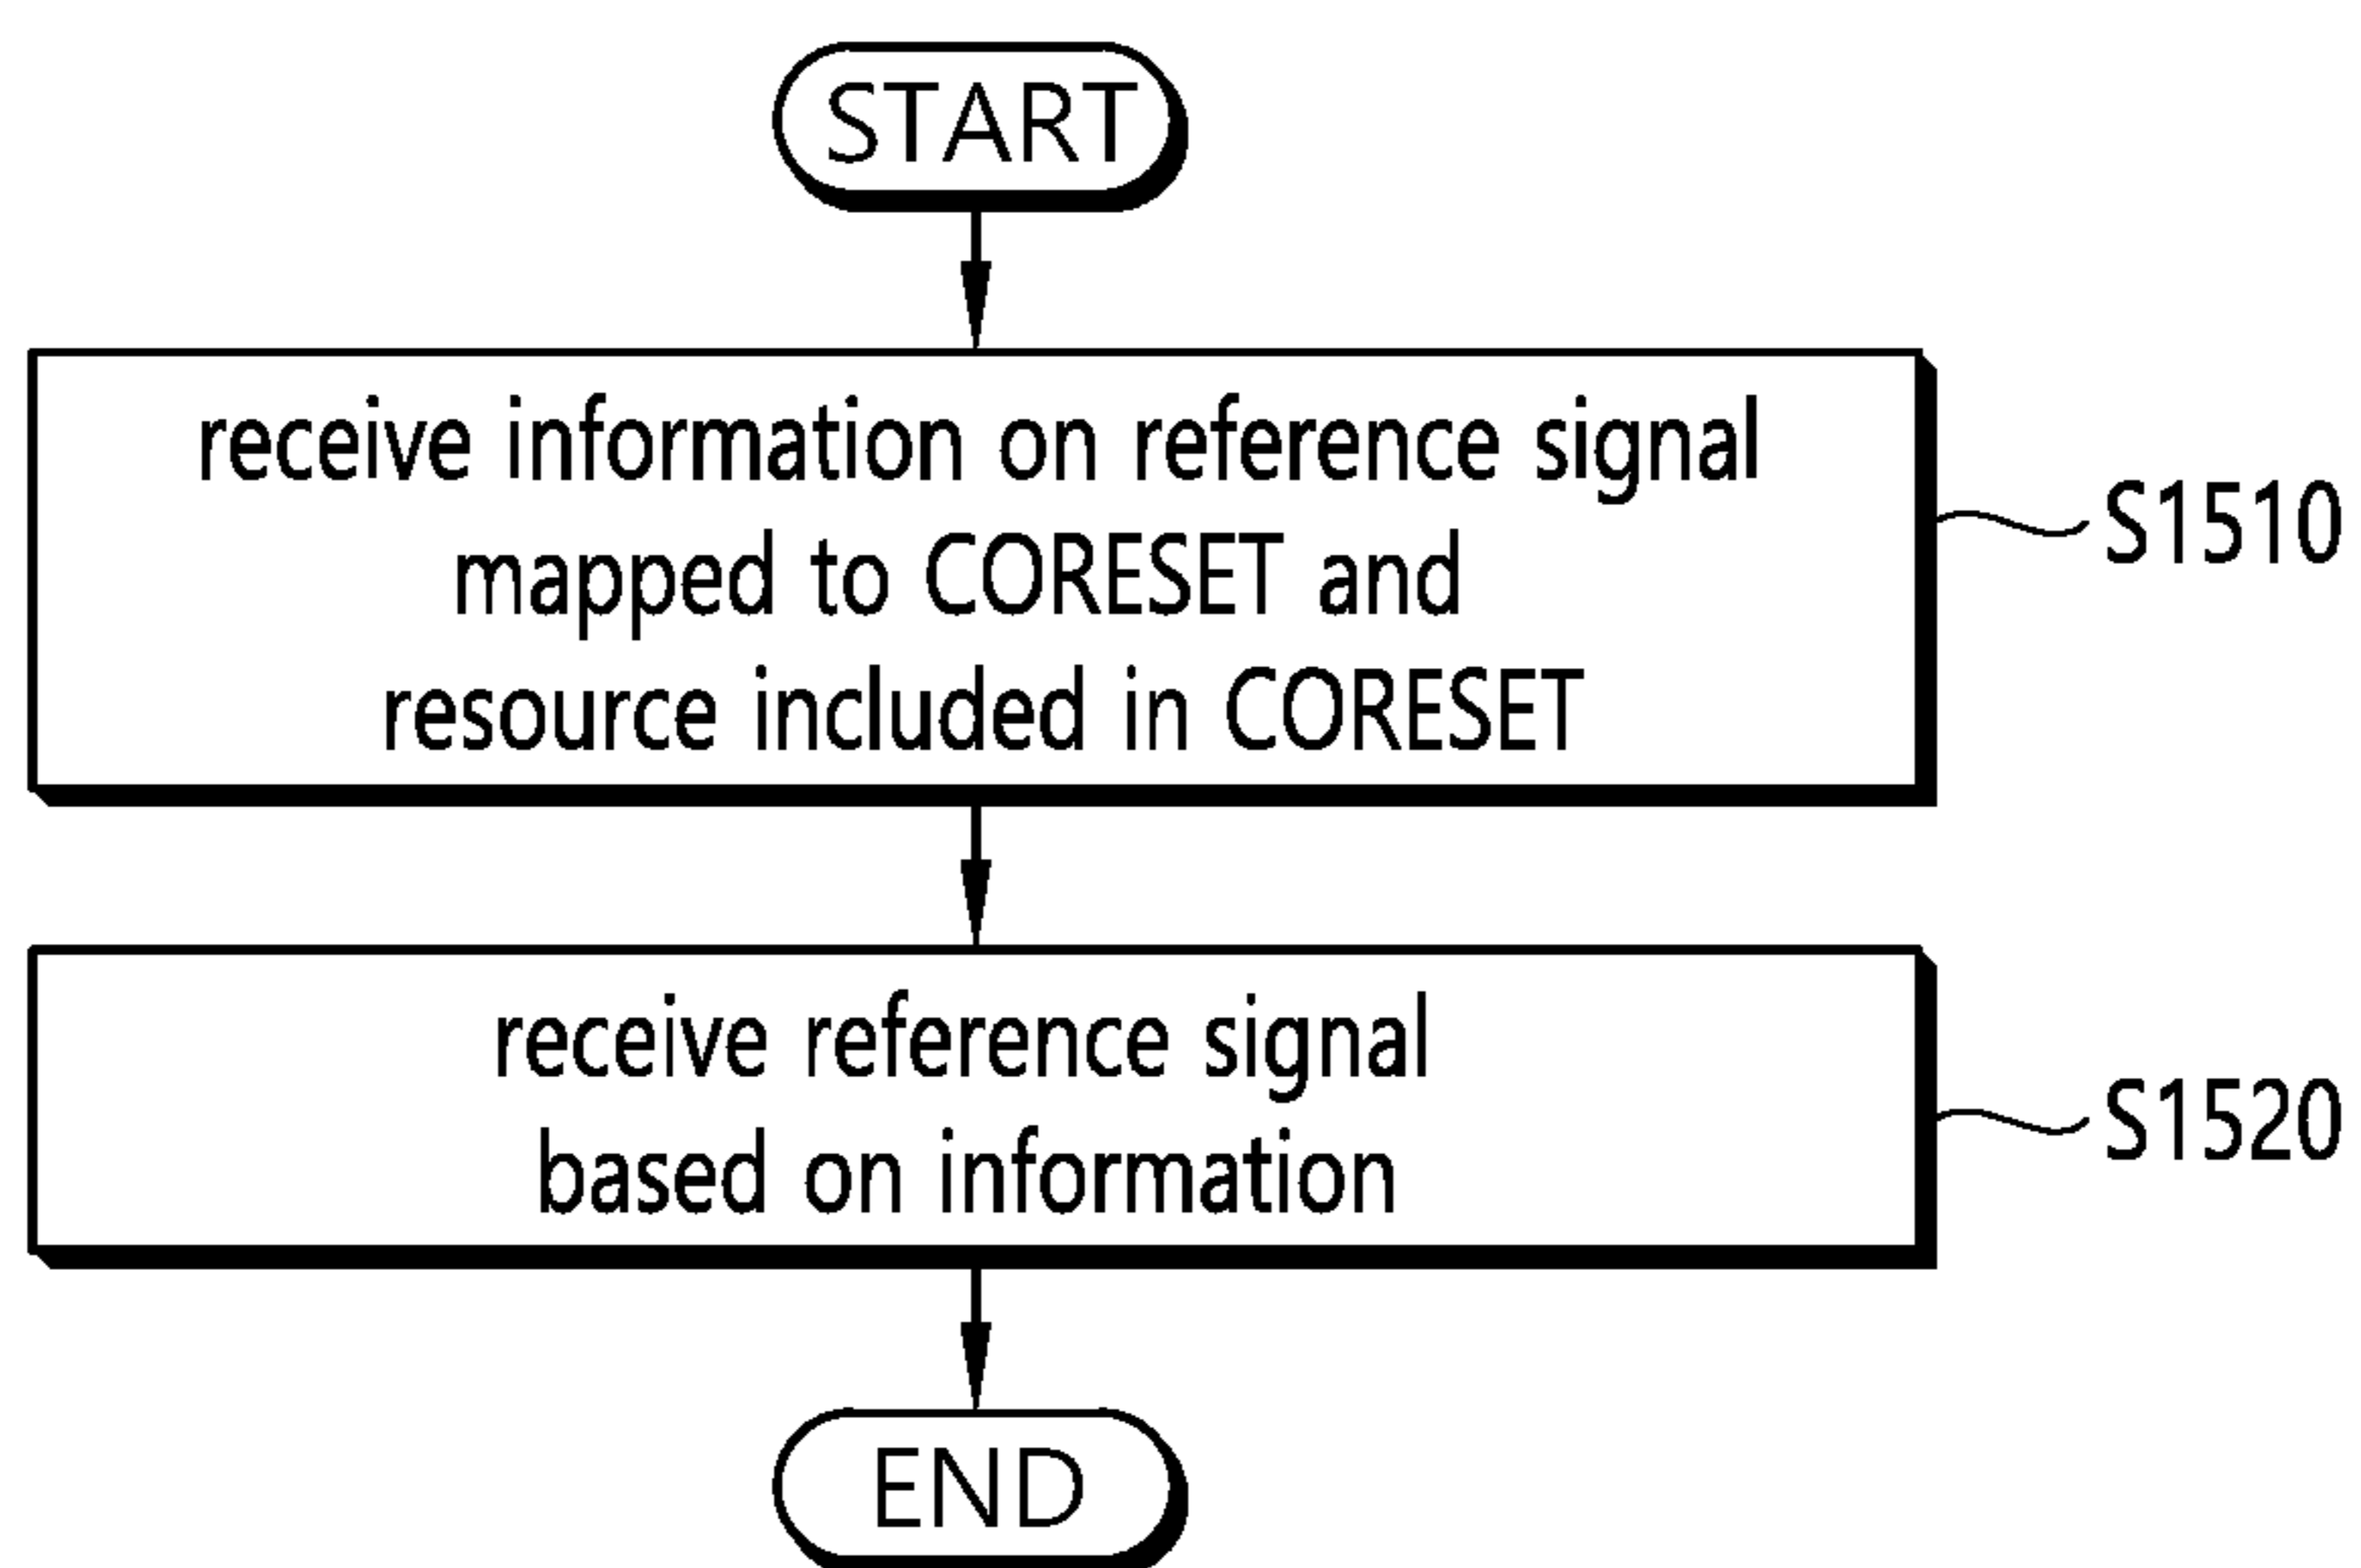 START
receive information on reference signal
mapped to CORESET and
resource included in CORESET
S1510
receive reference signal
based on information
S1520
END